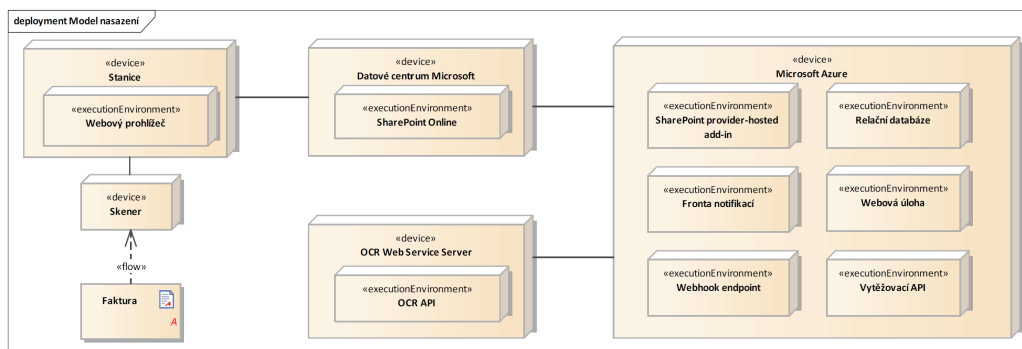 deployment Model nasazení
«device»
Stanice
«executionEnvironment»
Webový prohlížeč
«device»
Datové centrum Microsoft
«executionEnvironment»
SharePoint Online
«device»
Microsoft Azure
«executionEnvironment»
SharePoint provider-hosted
add-in
«executionEnvironment»
Relační databáze
«executionEnvironment»
Fronta notifikací
«executionEnvironment»
Webová úloha
«executionEnvironment»
Webhook endpoint
«executionEnvironment»
Vytěžovací API
«device»
Skener
«flow»
Faktura
A
«device»
OCR Web Service Server
«executionEnvironment»
OCR API